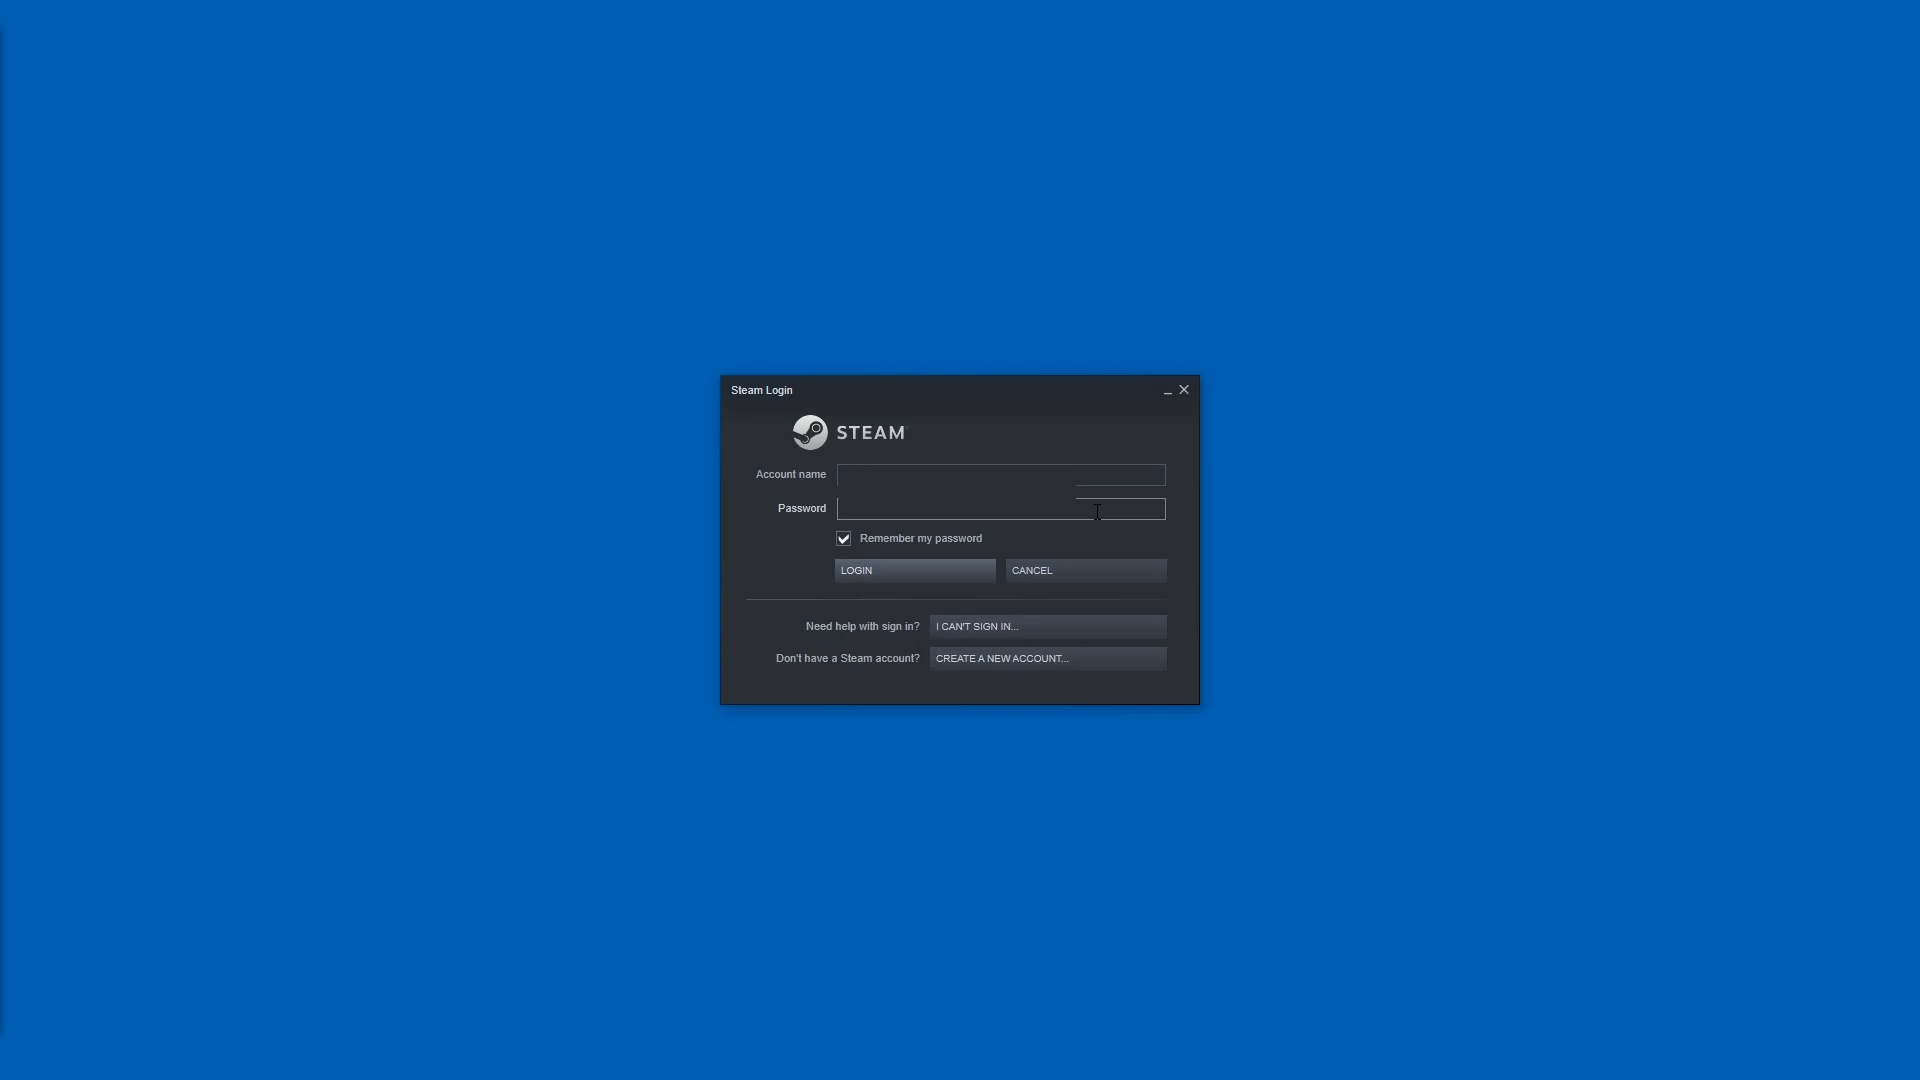 Steam Login
STEAM
Account name
Password
Remember my password
LOGIN CANCEL
Need help with sign in? I CAN'T SIGN IN...
Don't have a Steam account? CREATE A NEW ACCOUNT...